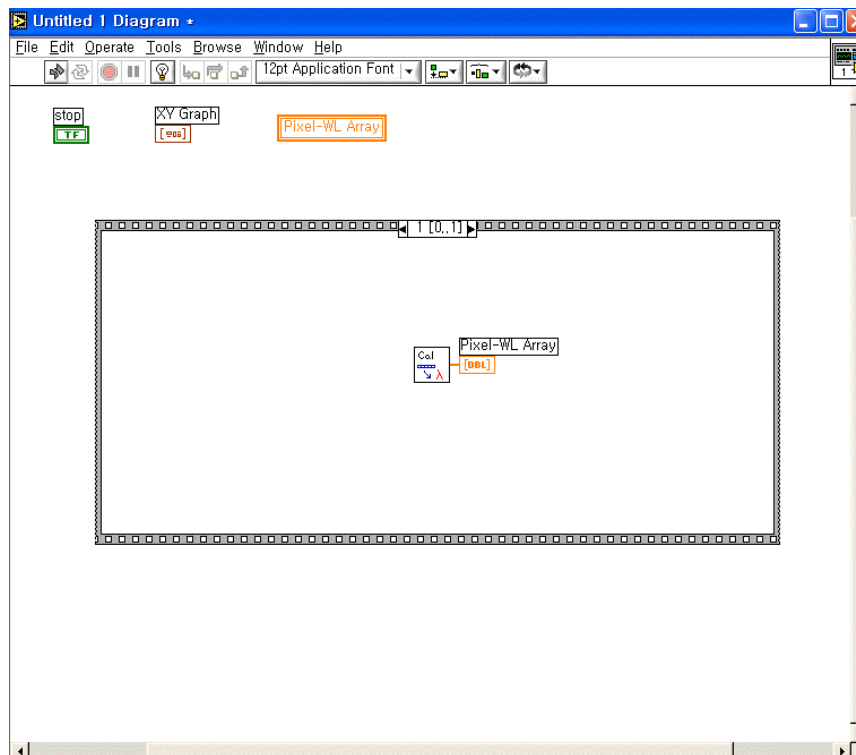 Untitled 1 Diagram *
File Edit Operate Tools Browse Window Help
12pt Application Font
1
stop
TF
XY Graph
Pixel-WL Array
1 [0..1]
Cal
λ
Pixel-WL Array
[DBL]